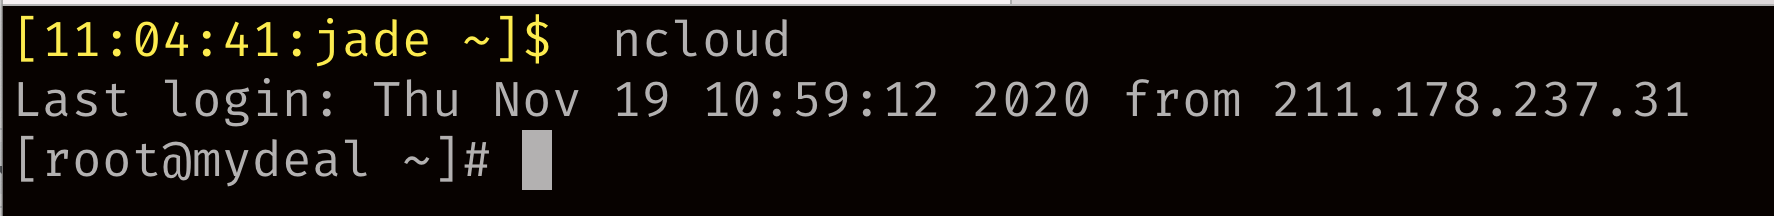 [11:04:41:jade ~]$  ncloud
Last login: Thu Nov 19 10:59:12 2020 from 211.178.237.31
[root@mydeal ~]#